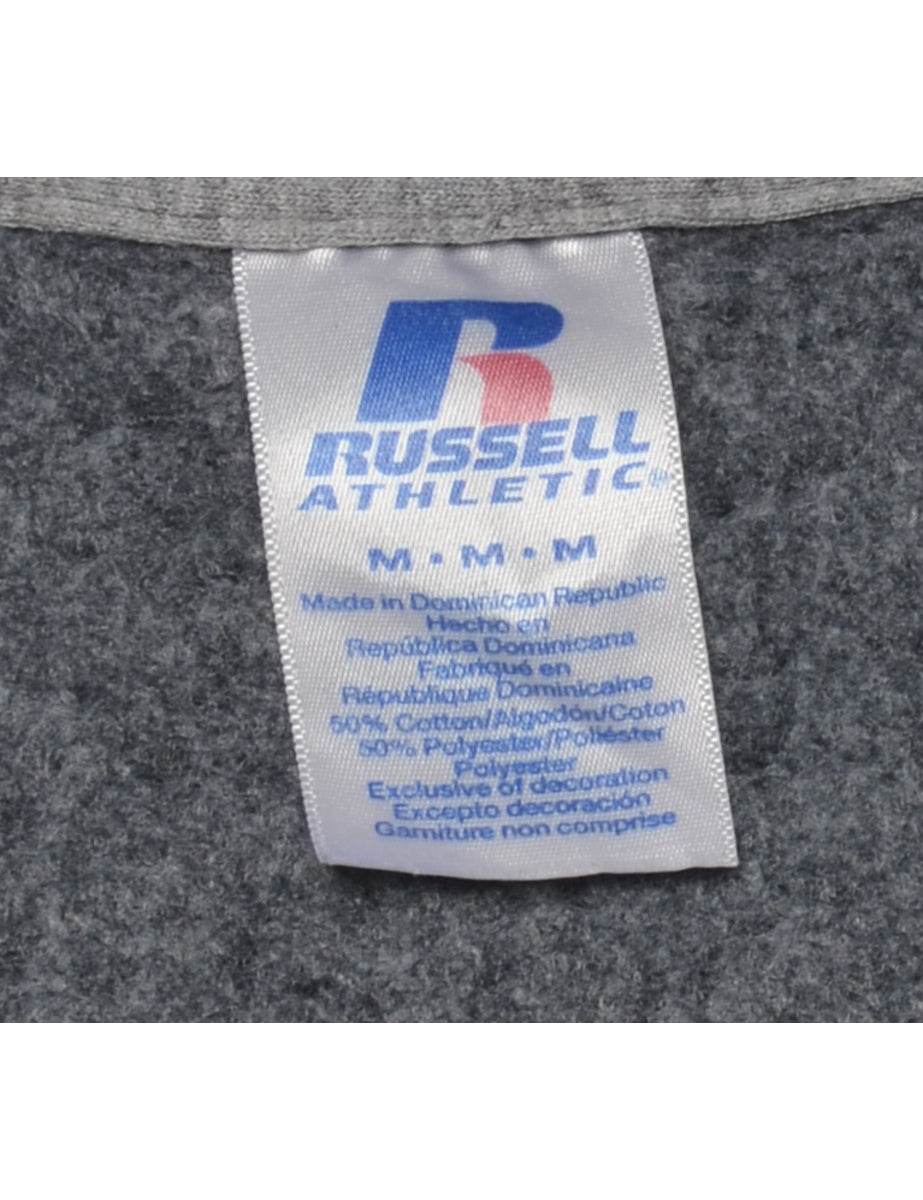 R
RUSSELL
ATHLETIC®
M • M • M
Made in Dominican Republic
Hecho en
República Dominicana
Fabriqué en
République Dominicaine
50% Cotton/Algodón/Coton
50% Polyester/Poliéster
Polyester
Exclusive of decoration
Excepto decoración
Garniture non comprise